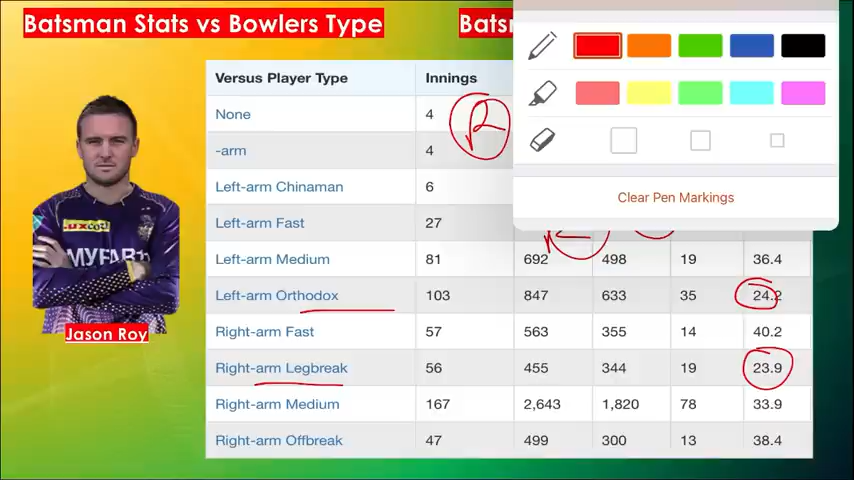 Batsman Stats vs Bowlers Type
Bats
Versus Player Type Innings
None 4
-arm 4
Left-arm Chinaman 6
Left-arm Fast 27
Left-arm Medium 81 692 498 19 36.4
Left-arm Orthodox 103 847 633 35 24.2
Right-arm Fast 57 563 355 14 40.2
Right-arm Legbreak 56 455 344 19 23.9
Right-arm Medium 167 2,643 1,820 78 33.9
Right-arm Offbreak 47 499 300 13 38.4
Clear Pen Markings
MYFAB11
Jason Roy